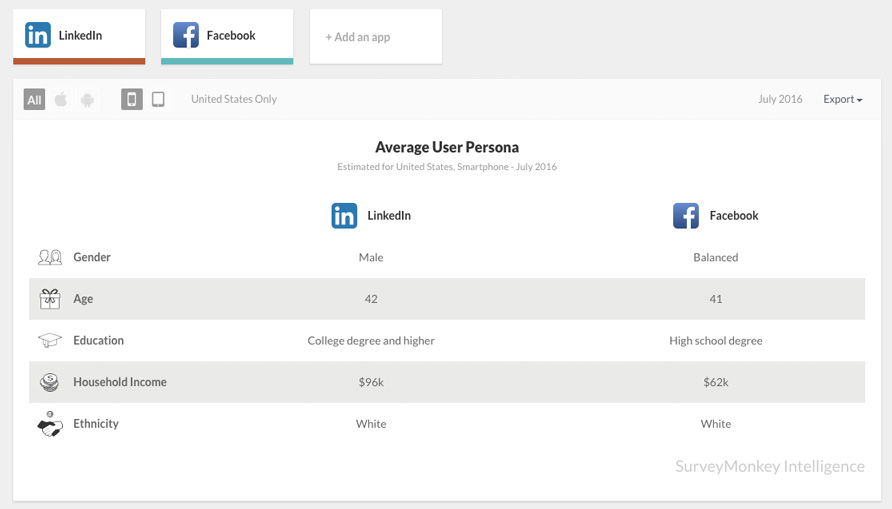 in LinkedIn
f Facebook
+ Add an app
All
United States Only
July 2016
Export
Average User Persona
Estimated for United States, Smartphone - July 2016
in LinkedIn
f Facebook
Gender Male Balanced
Age 42 41
Education College degree and higher High school degree
Household Income $96k $62k
Ethnicity White White
SurveyMonkey Intelligence